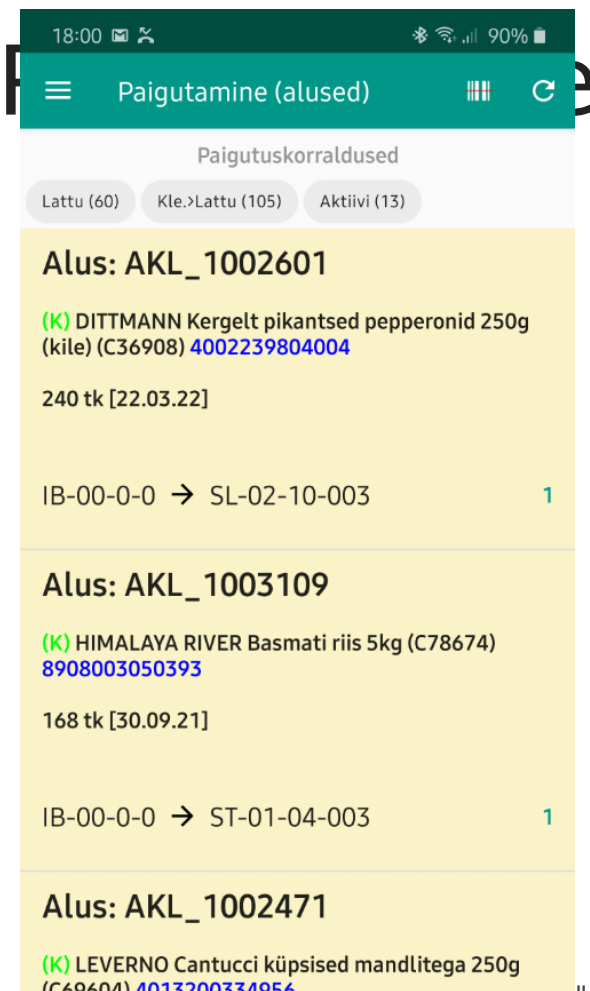 18:00 90%
Paigutamine (alused)
Paigutuskorraldused
Lattu (60) Kle.>Lattu (105) Aktiivi (13)
Alus: AKL_1002601
(K) DITTMANN Kergelt pikantsed pepperonid 250g
(kile) (C36908) 4002239804004
240 tk [22.03.22]
IB-00-0-0 → SL-02-10-003 1
Alus: AKL_1003109
(K) HIMALAYA RIVER Basmati riis 5kg (C78674)
8908003050393
168 tk [30.09.21]
IB-00-0-0 → ST-01-04-003 1
Alus: AKL_1002471
(K) LEVERNO Cantucci küpsised mandlitega 250g
(C69604) 4013200334956